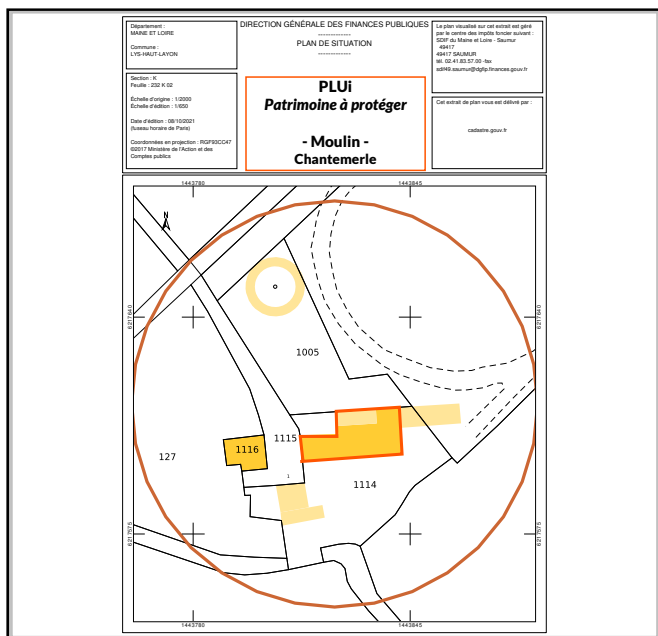 Département :
MAINE ET LOIRE
Commune :
LYS-HAUT-LAYON
Section : K
Feuille : 232 K 02
Échelle d'origine : 1/2000
Échelle d'édition : 1/650
Date d'édition : 08/10/2021
(fuseau horaire de Paris)
Coordonnées en projection : RGF93CC47
©2017 Ministère de l'Action et des
Comptes publics
DIRECTION GÉNÉRALE DES FINANCES PUBLIQUES
-------------
PLAN DE SITUATION
-------------
PLUi
Patrimoine à protéger
- Moulin -
Chantemerle
Le plan visualisé sur cet extrait est géré
par le centre des impôts foncier suivant :
SDIF du Maine et Loire - Saumur
49417
49417 SAUMUR
tél. 02.41.83.57.00 -fax
sdif49.saumur@dgfip.finances.gouv.fr
Cet extrait de plan vous est délivré par :
cadastre.gouv.fr
1443780
1443845
N
6217640
6217640
1005
1115
1116
127
1
1114
6217575
6217575
1443780
1443845